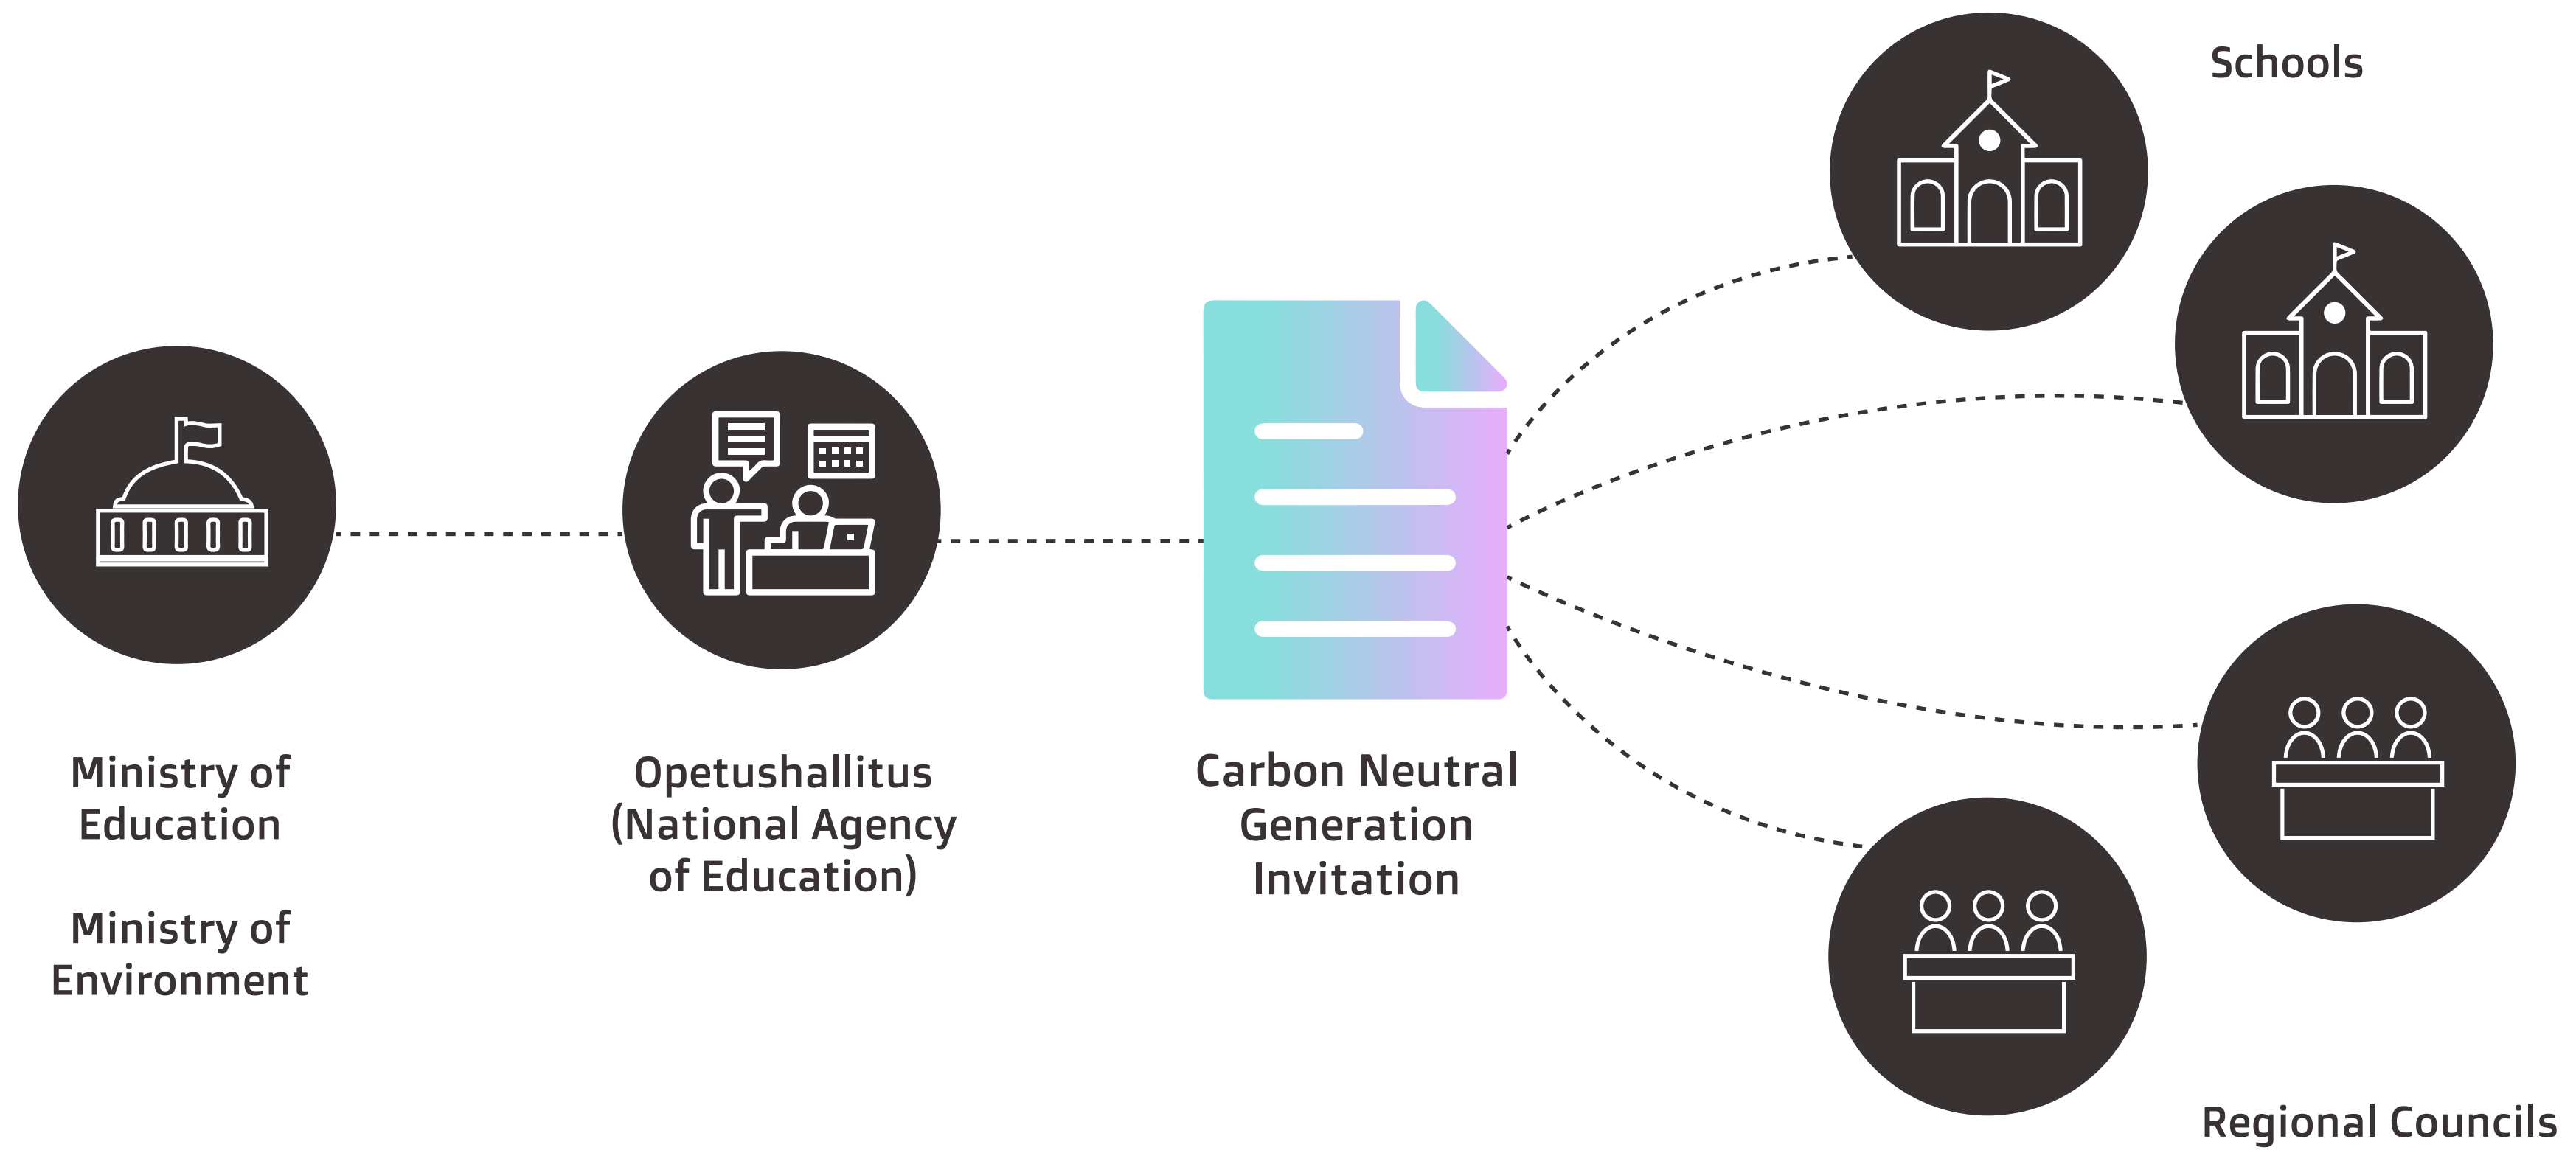 Schools
Ministry of
Education
Ministry of
Environment
Opetushallitus
(National Agency
of Education)
Carbon Neutral
Generation
Invitation
Regional Councils